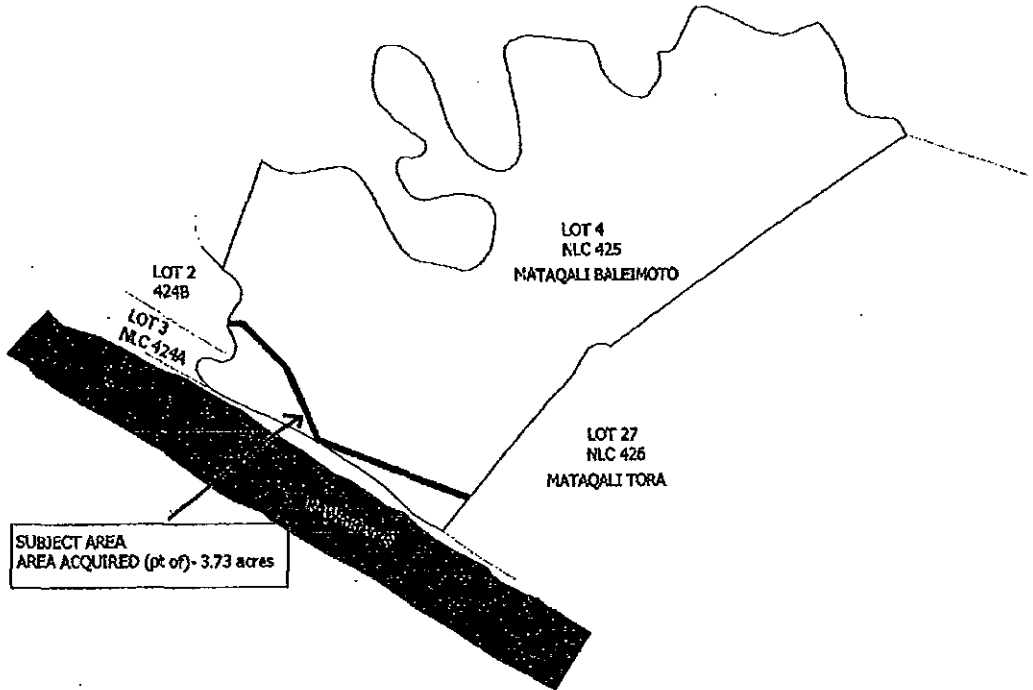 LOT 4
NLC 425
MATAQALI BALEIMOTO
LOT 2
424B
LOT 3
NLC 424A
LOT 27
NLC 426
MATAQALI TORA
SUBJECT AREA
AREA ACQUIRED (pt of)- 3.73 acres